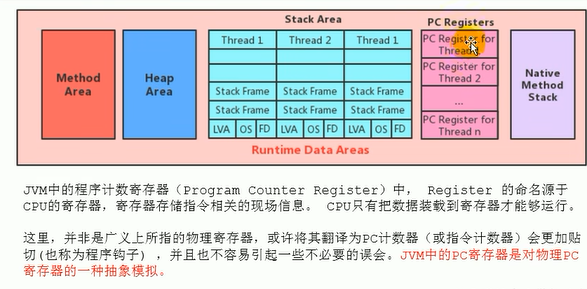 Stack Area
PC Registers
Method
Area
Heap
Area
Thread 1
Thread 2
Thread 1
Stack Frame
Stack Frame
Stack Frame
Stack Frame
Stack Frame
Stack Frame
LVA
OS
FD
LVA
OS
FD
LVA
OS
FD
PC Register for
Thread
PC Register for
Thread 2
...
PC Register for
Thread n
Native
Method
Stack
Runtime Data Areas
JVM中的程序计数寄存器（Program Counter Register）中， Register 的命名源于
CPU的寄存器，寄存器存储指令相关的现场信息。 CPU只有把数据装载到寄存器才能够运行。
这里，并非是广义上所指的物理寄存器，或许将其翻译为PC计数器（或指令计数器）会更加贴
切(也称为程序钩子) ，并且也不容易引起一些不必要的误会。JVM中的PC寄存器是对物理PC
寄存器的一种抽象模拟。